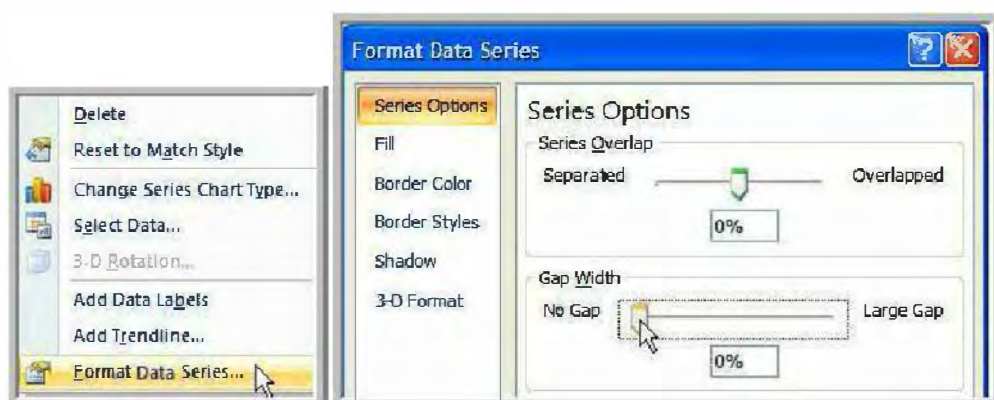 Delete
Reset to Match Style
Change Series Chart Type...
Select Data...
3-D Rotation...
Add Data Labels
Add Trendline...
Format Data Series...
Format Data Series
Series Options
Fill
Border Color
Border Styles
Shadow
3-D Format
Series Options
Series Overlap
Separated Overlapped
0%
Gap Width
No Gap Large Gap
0%